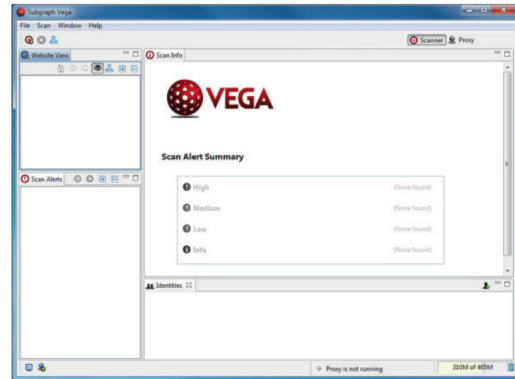 Subgraph Vega
File Scan Window Help
Scanner Proxy
Website View
Scan Info
VEGA
Scan Alert Summary
High (None found)
Medium (None found)
Low (None found)
Info (None found)
Scan Alerts
Identities
Proxy is not running 310M of 465M